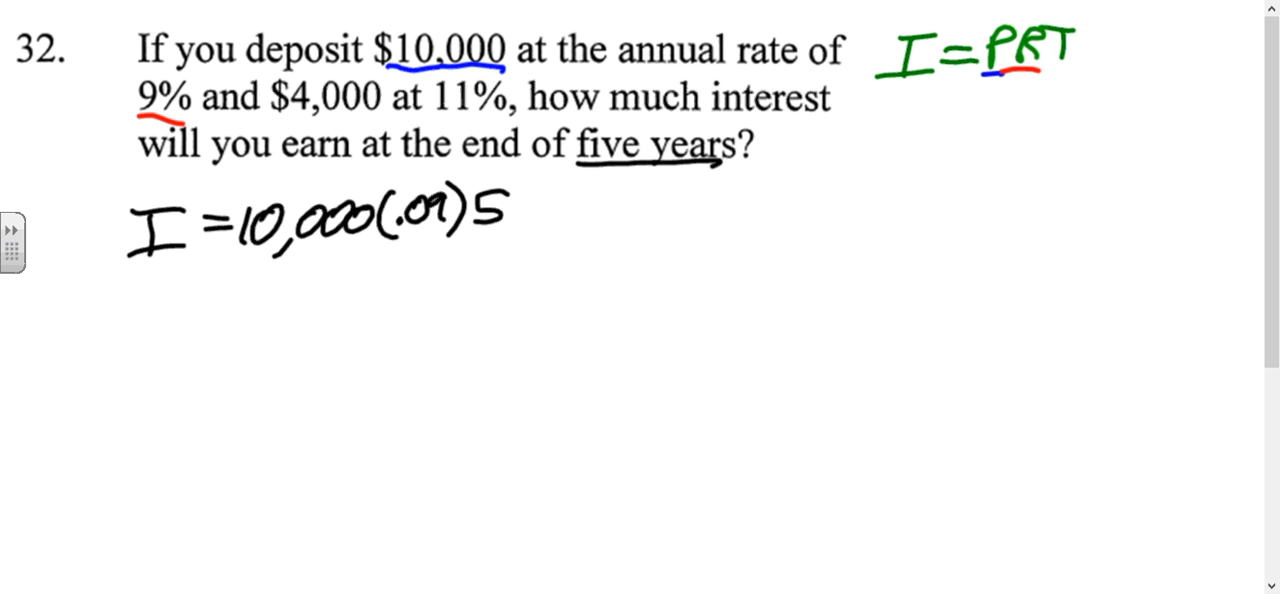 32. If you deposit $10,000 at the annual rate of
9% and $4,000 at 11%, how much interest
will you earn at the end of five years?
I=PRT
I=10,000(.09)5